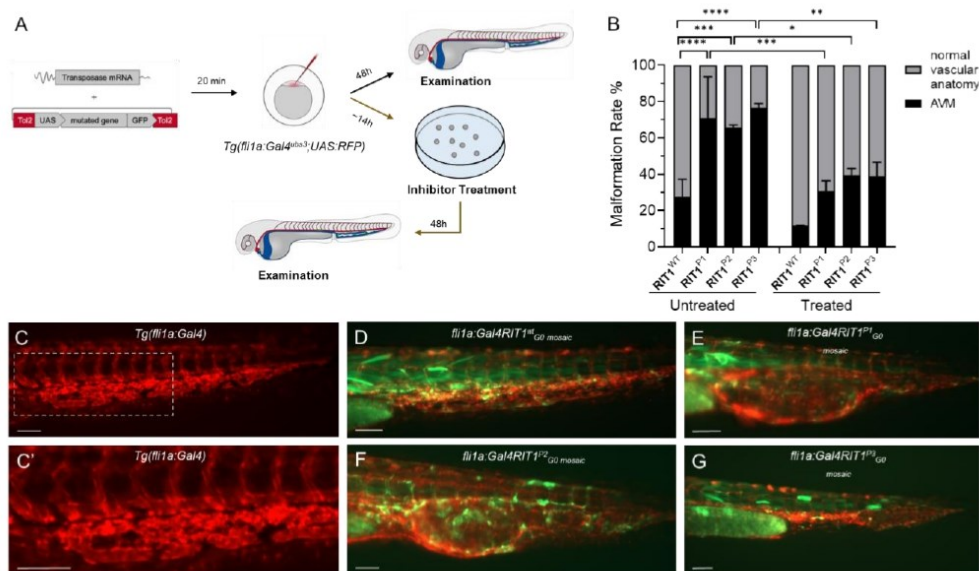 A
Transposase mRNA
+
Tol2 UAS mutated gene GFP Tol2
20 min
Tg(fli1a:Gal4ubs3;UAS:RFP)
48h
Examination
~14h
Inhibitor Treatment
48h
Examination
B
**** **
*** *
**** ***
Malformation Rate %
100
80
60
40
20
0
normal
vascular
anatomy
AVM
RIT1WT
RIT1P1
RIT1P2
RIT1P3
RIT1WT
RIT1P1
RIT1P2
RIT1P3
Untreated
Treated
C Tg(fli1a:Gal4)
D fli1a:Gal4RIT1wt G0 mosaic
E fli1a:Gal4RIT1P1 G0
mosaic
C' Tg(fli1a:Gal4)
F fli1a:Gal4RIT1P2 G0 mosaic
G fli1a:Gal4RIT1P3 G0
mosaic